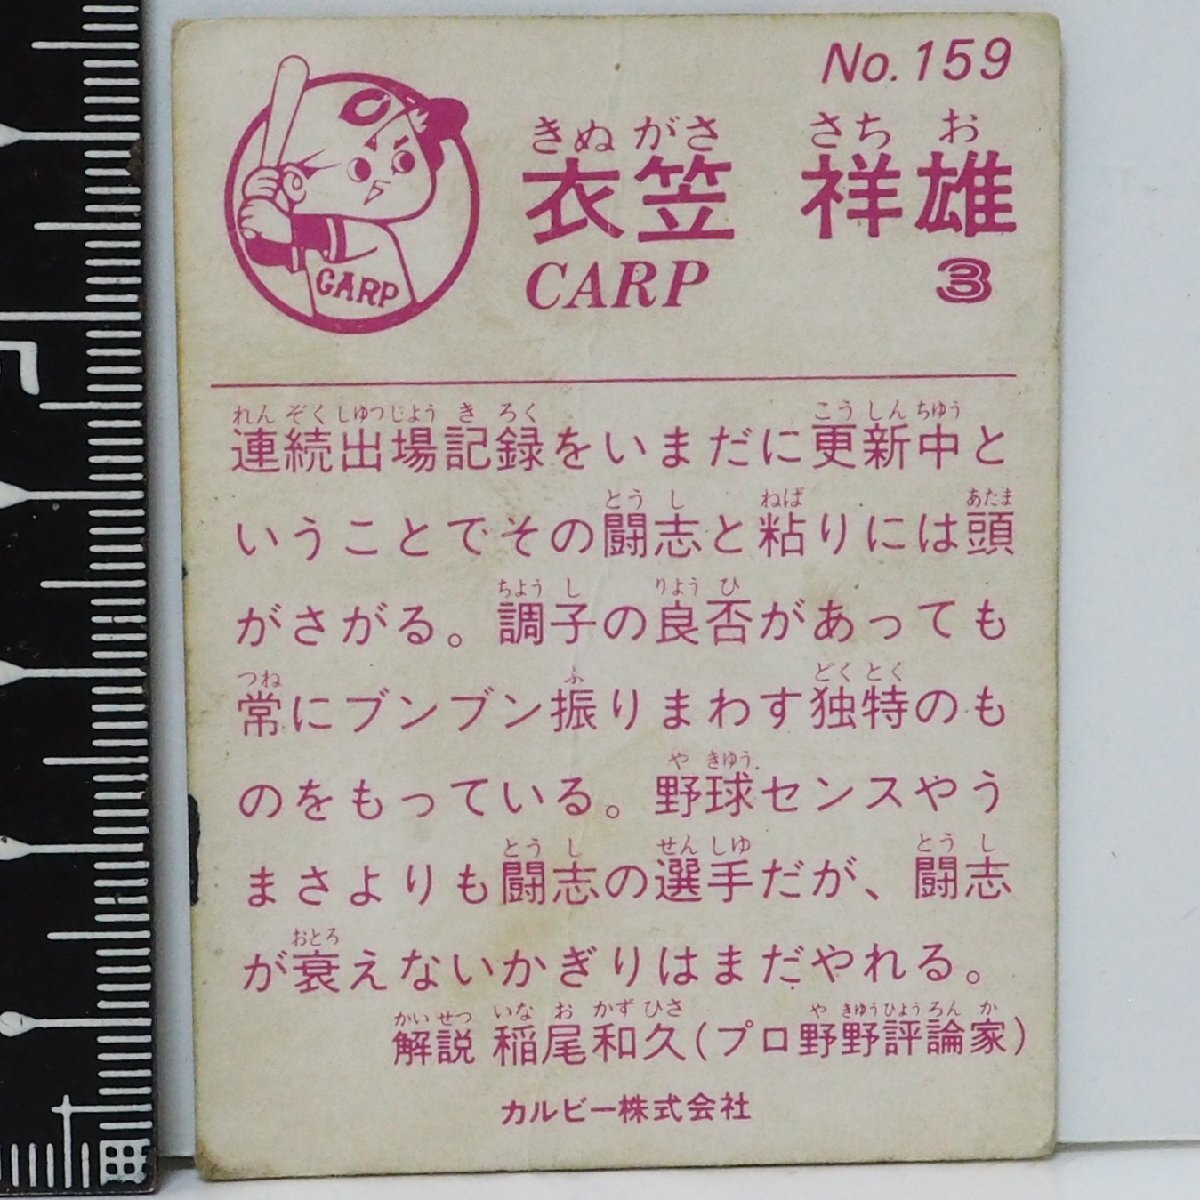 No. 159
きぬがさ さちお
衣笠 祥雄
CARP 3
CARP
れんぞくしゆつじようきろく こうしんちゆう
連続出場記録をいまだに更新中と
とうし ねば あたま
いうことでその闘志と粘りには頭
ちようし りようひ
がさがる。調子の良否があっても
つね ふ どくとく
常にブンブン振りまわす独特のも
やきゆう
のをもっている。野球センスやう
とうし せんしゆ とうし
まさよりも闘志の選手だが、闘志
おとろ
が衰えないかぎりはまだやれる。
かいせつ いなおかずひさ やきゆうひようろんか
解説 稲尾和久(プロ野野評論家)
カルビー株式会社